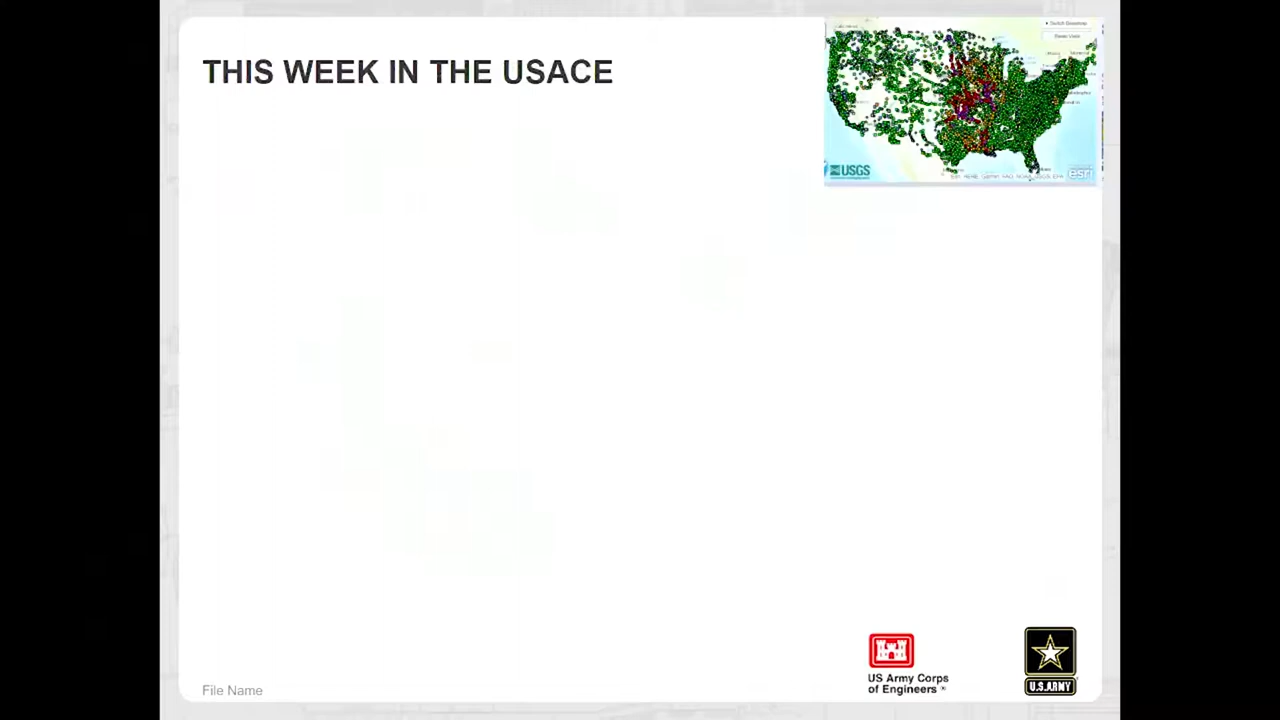 THIS WEEK IN THE USACE
USGS
esri
US Army Corps
of Engineers ®
U.S.ARMY
File Name